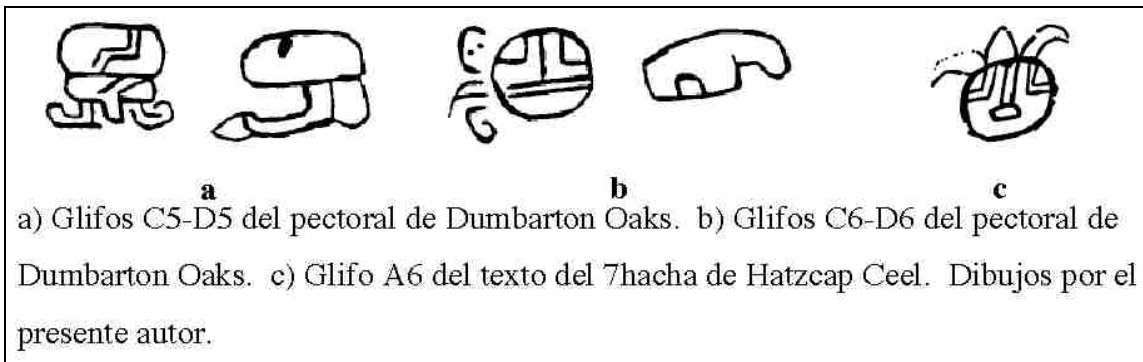 a b c
a) Glifos C5-D5 del pectoral de Dumbarton Oaks. b) Glifos C6-D6 del pectoral de
Dumbarton Oaks. c) Glifo A6 del texto del 7hacha de Hatzcap Ceel. Dibujos por el
presente autor.